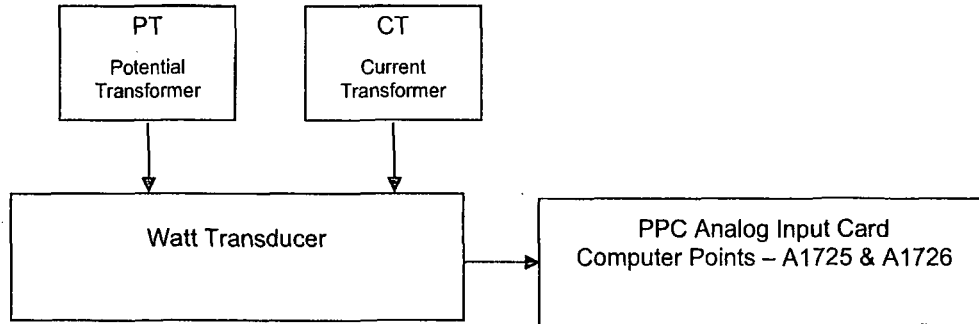 PT
Potential
Transformer
CT
Current
Transformer
Watt Transducer
PPC Analog Input Card
Computer Points – A1725 & A1726